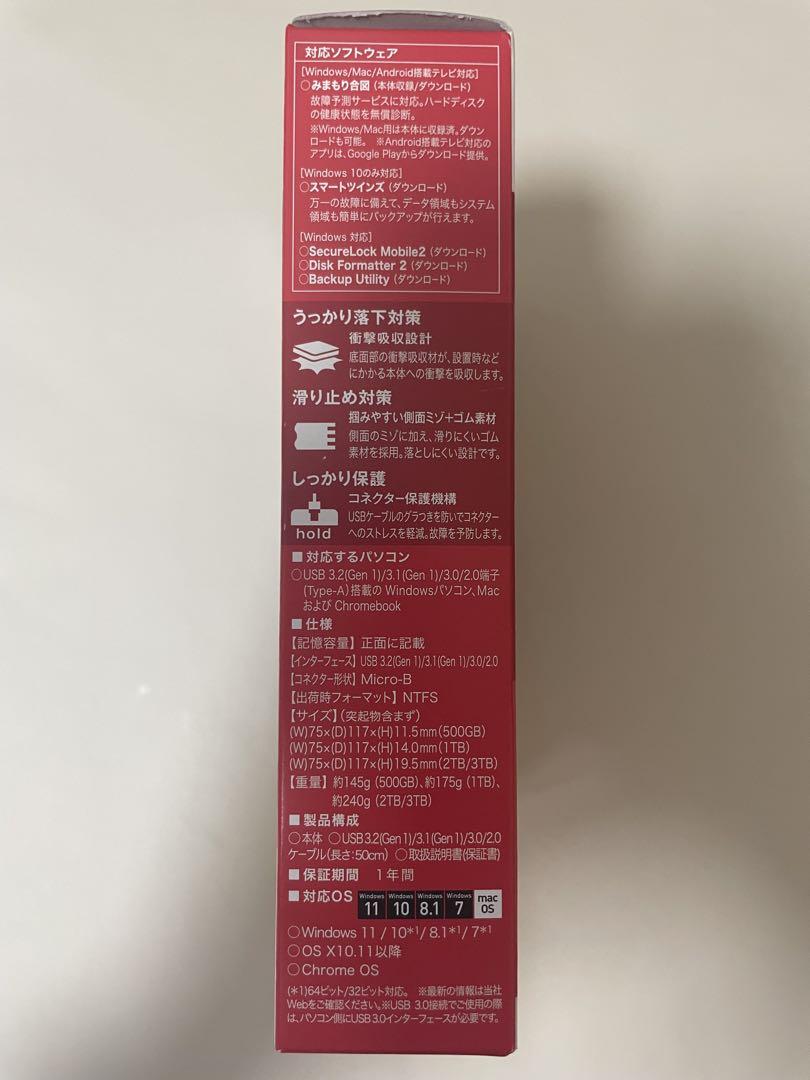 対応ソフトウェア
[Windows/Mac/Android搭載テレビ対応]
○みまもり合図(本体収録/ダウンロード)
故障予測サービスに対応。ハードディスク
の健康状態を無償診断。
※Windows/Mac用は本体に収録済。ダウン
ロードも可能。 ※Android搭載テレビ対応の
アプリは、Google Playからダウンロード提供。
[Windows 10のみ対応]
○スマートツインズ(ダウンロード)
万一の故障に備えて、データ領域もシステム
領域も簡単にバックアップが行えます。
[Windows 対応]
○SecureLock Mobile2(ダウンロード)
○Disk Formatter 2(ダウンロード)
○Backup Utility(ダウンロード)
うっかり落下対策
衝撃吸収設計
底面部の衝撃吸収材が、設置時など
にかかる本体への衝撃を吸収します。
滑り止め対策
掴みやすい側面ミゾ+ゴム素材
側面のミゾに加え、滑りにくいゴム
素材を採用。落としにくい設計です。
しっかり保護
コネクター保護機構
USBケーブルのグラつきを防いでコネクター
へのストレスを軽減。故障を予防します。
hold
■対応するパソコン
○USB 3.2(Gen 1)/3.1(Gen 1)/3.0/2.0端子
(Type-A)搭載の Windowsパソコン、Mac
および Chromebook
■仕様
【記憶容量】正面に記載
【インターフェース】USB 3.2(Gen 1)/3.1(Gen 1)/3.0/2.0
【コネクター形状】Micro-B
【出荷時フォーマット】NTFS
【サイズ】(突起物含まず)
(W)75×(D)117×(H)11.5mm(500GB)
(W)75×(D)117×(H)14.0mm(1TB)
(W)75×(D)117×(H)19.5mm(2TB/3TB)
【重量】約145g(500GB)、約175g(1TB)、
約240g(2TB/3TB)
■製品構成
○本体 ○USB3.2(Gen 1)/3.1(Gen 1)/3.0/2.0
ケーブル(長さ:50cm) ○取扱説明書(保証書)
■保証期間 1年間
■対応OS Windows 11 Windows 10 Windows 8.1 Windows 7 mac OS
○Windows 11 / 10*1/ 8.1*1/ 7*1
○OS X10.11以降
○Chrome OS
(*1)64ビット/32ビット対応。 ※最新の情報は当社
Webをご確認ください。※USB 3.0接続でご使用の際
は、パソコン側にUSB3.0インターフェースが必要です。